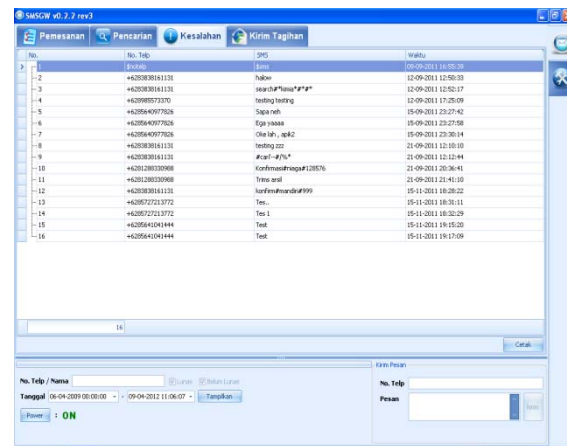 SMSGW v0.2.2 rev3
Pemesanan Pencarian Kesalahan Kirim Tagihan
No. No. Telp SMS Waktu
1 $notelp $sms 09-09-2011 16:55:39
2 +6283838161131 halow 12-09-2011 12:50:33
3 +6283838161131 search#*kimia*#*#* 12-09-2011 12:52:17
4 +628985573370 testing testing 12-09-2011 17:25:09
5 +6285640977826 Sapa neh 15-09-2011 23:27:42
6 +6285640977826 Ega yaaaa 15-09-2011 23:27:58
7 +6285640977826 Oke lah , apik2 15-09-2011 23:30:14
8 +6283838161131 testing zzz 21-09-2011 12:10:10
9 +6283838161131 21-09-2011 12:12:44
10 +6281288330988 Konfirmasi#niaga#128576 21-09-2011 20:36:41
11 +6281288330988 Trims arsil 21-09-2011 21:41:10
12 +6283838161131 konfirm#mandiri#999 15-11-2011 18:28:22
13 +6285727213772 Tes.. 15-11-2011 18:31:11
14 +6285727213772 Tes 1 15-11-2011 18:32:29
15 +6285641041444 Test 15-11-2011 19:15:20
16 +6285641041444 Test 15-11-2011 19:17:09
16
Cetak
No. Telp / Nama Lunas Belum Lunas
Tanggal 06-04-2009 00:00:00 - 09-04-2012 11:06:07 Tampilkan
Power : ON
Kirim Pesan
No. Telp
Pesan